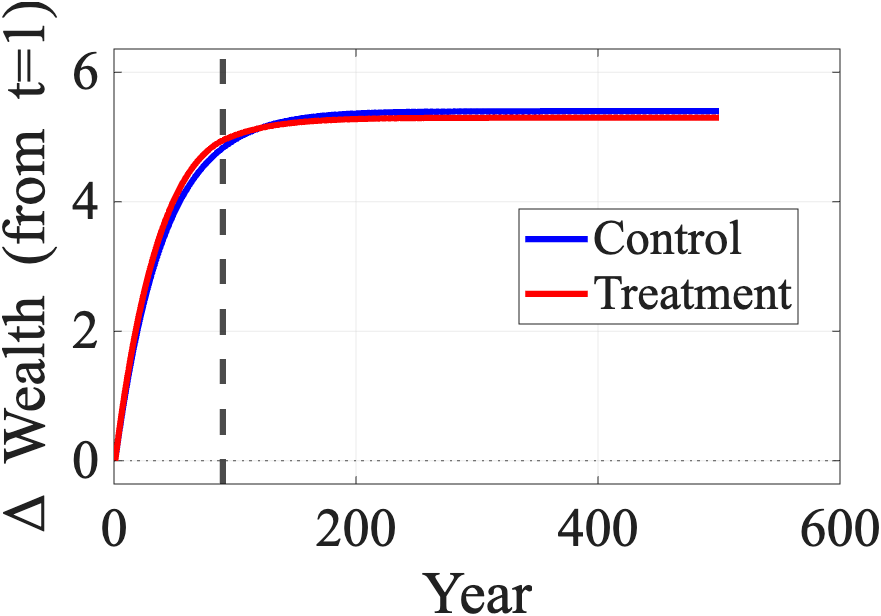 Δ Wealth (from t=1)
6
4
2
0
Control
Treatment
0 200 400 600
Year